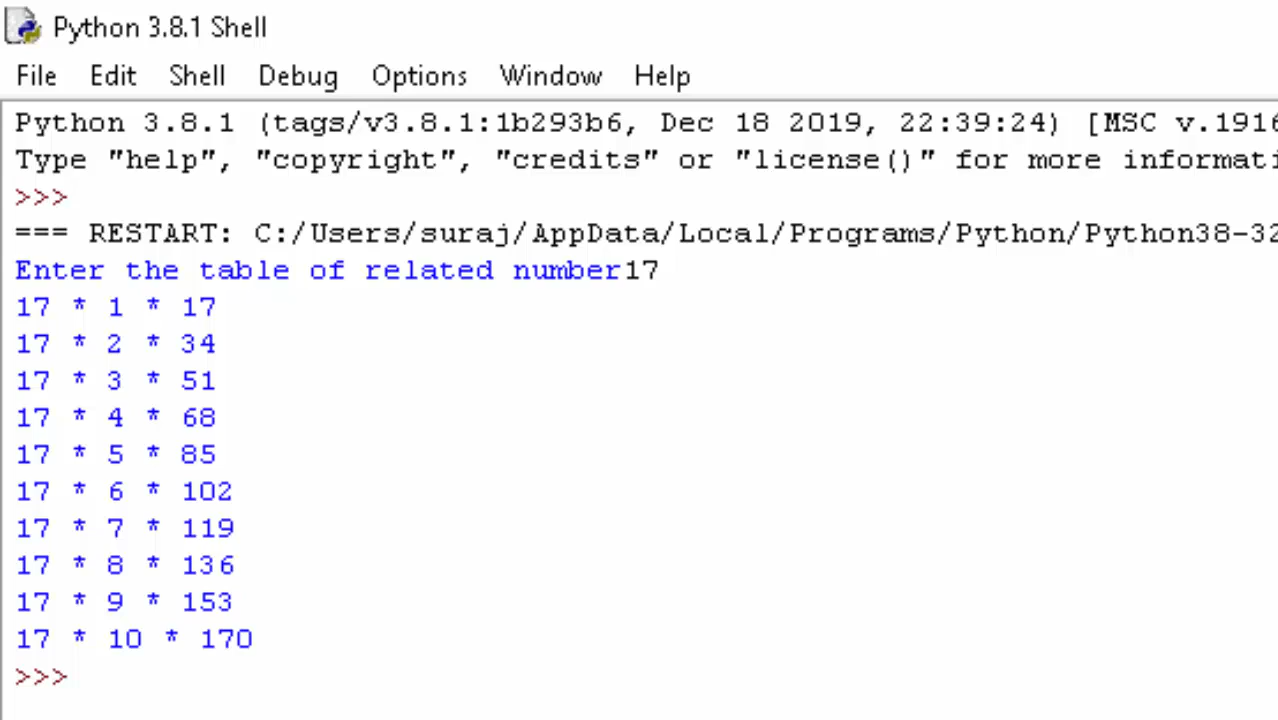 Python 3.8.1 Shell
File Edit Shell Debug Options Window Help
Python 3.8.1 (tags/v3.8.1:1b293b6, Dec 18 2019, 22:39:24) [MSC v.1916
Type "help", "copyright", "credits" or "license()" for more informati
>>>
=== RESTART: C:/Users/suraj/AppData/Local/Programs/Python/Python38-32
Enter the table of related number17
17 * 1 * 17
17 * 2 * 34
17 * 3 * 51
17 * 4 * 68
17 * 5 * 85
17 * 6 * 102
17 * 7 * 119
17 * 8 * 136
17 * 9 * 153
17 * 10 * 170
>>>